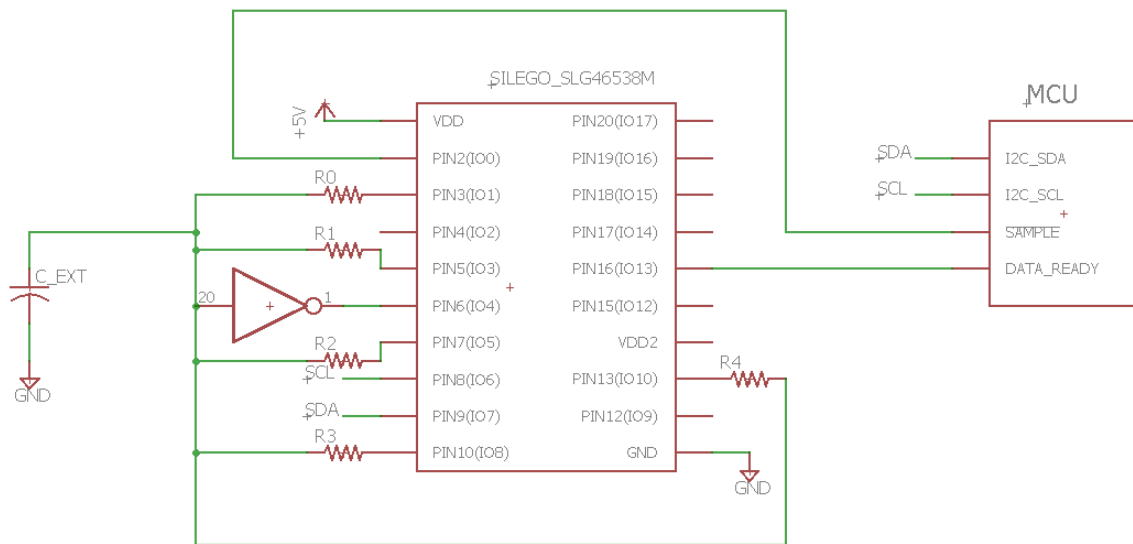 SILEGO_SLG46538M
MCU
+5V
VDD
PIN2(IO0)
PIN3(IO1)
PIN4(IO2)
PIN5(IO3)
PIN6(IO4)
PIN7(IO5)
PIN8(IO6)
PIN9(IO7)
PIN10(IO8)
PIN20(IO17)
PIN19(IO16)
PIN18(IO15)
PIN17(IO14)
PIN16(IO13)
PIN15(IO12)
VDD2
PIN13(IO10)
PIN12(IO9)
GND
R0
R1
20
1
R2
SCL
SDA
R3
C_EXT
GND
R4
GND
SDA
SCL
I2C_SDA
I2C_SCL
SAMPLE
DATA_READY